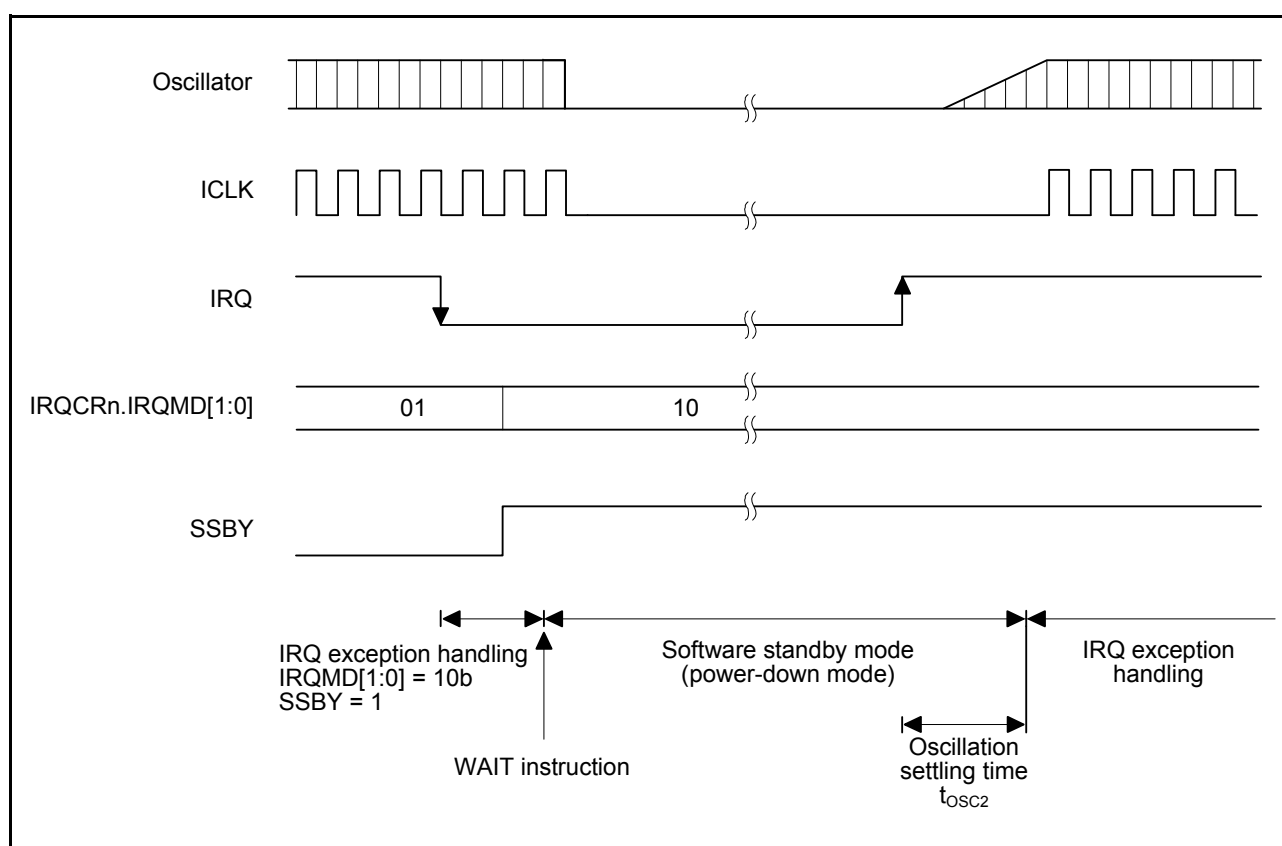 Oscillator
ICLK
IRQ
IRQCRn.IRQMD[1:0]
01
10
SSBY
IRQ exception handling
IRQMD[1:0] = 10b
SSBY = 1
Software standby mode
(power-down mode)
IRQ exception
handling
WAIT instruction
Oscillation
settling time
tOSC2